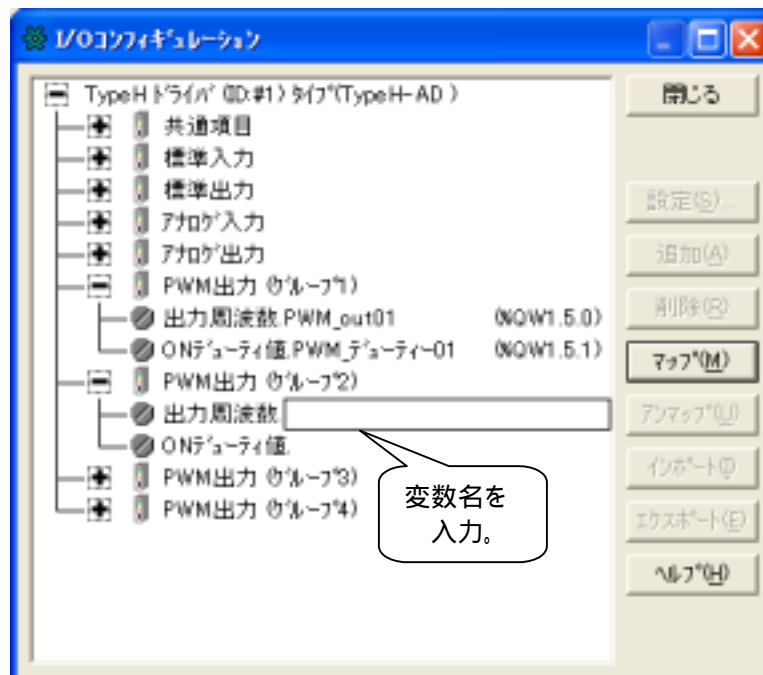 I/Oｺﾝﾌｨｷﾞｭﾚｰｼｮﾝ
TypeH ﾄﾞﾗｲﾊﾞ (ID:#1) ﾀｲﾌﾟ(TypeH-AD )
共通項目
標準入力
標準出力
ｱﾅﾛｸﾞ入力
ｱﾅﾛｸﾞ出力
PWM出力 (ｸﾞﾙｰﾌﾟ1)
出力周波数.PWM_out01 (%QW1.5.0)
ONﾃﾞｭｰﾃｨ値.PWM_ﾃﾞｭｰﾃｨｰ01 (%QW1.5.1)
PWM出力 (ｸﾞﾙｰﾌﾟ2)
出力周波数.
ONﾃﾞｭｰﾃｨ値.
PWM出力 (ｸﾞﾙｰﾌﾟ3)
PWM出力 (ｸﾞﾙｰﾌﾟ4)
変数名を
入力。
閉じる
設定(S)...
追加(A)
削除(R)
ﾏｯﾌﾟ(M)
ｱﾝﾏｯﾌﾟ(U)
ｲﾝﾎﾟｰﾄ(I)
ｴｸｽﾎﾟｰﾄ(E)
ﾍﾙﾌﾟ(H)